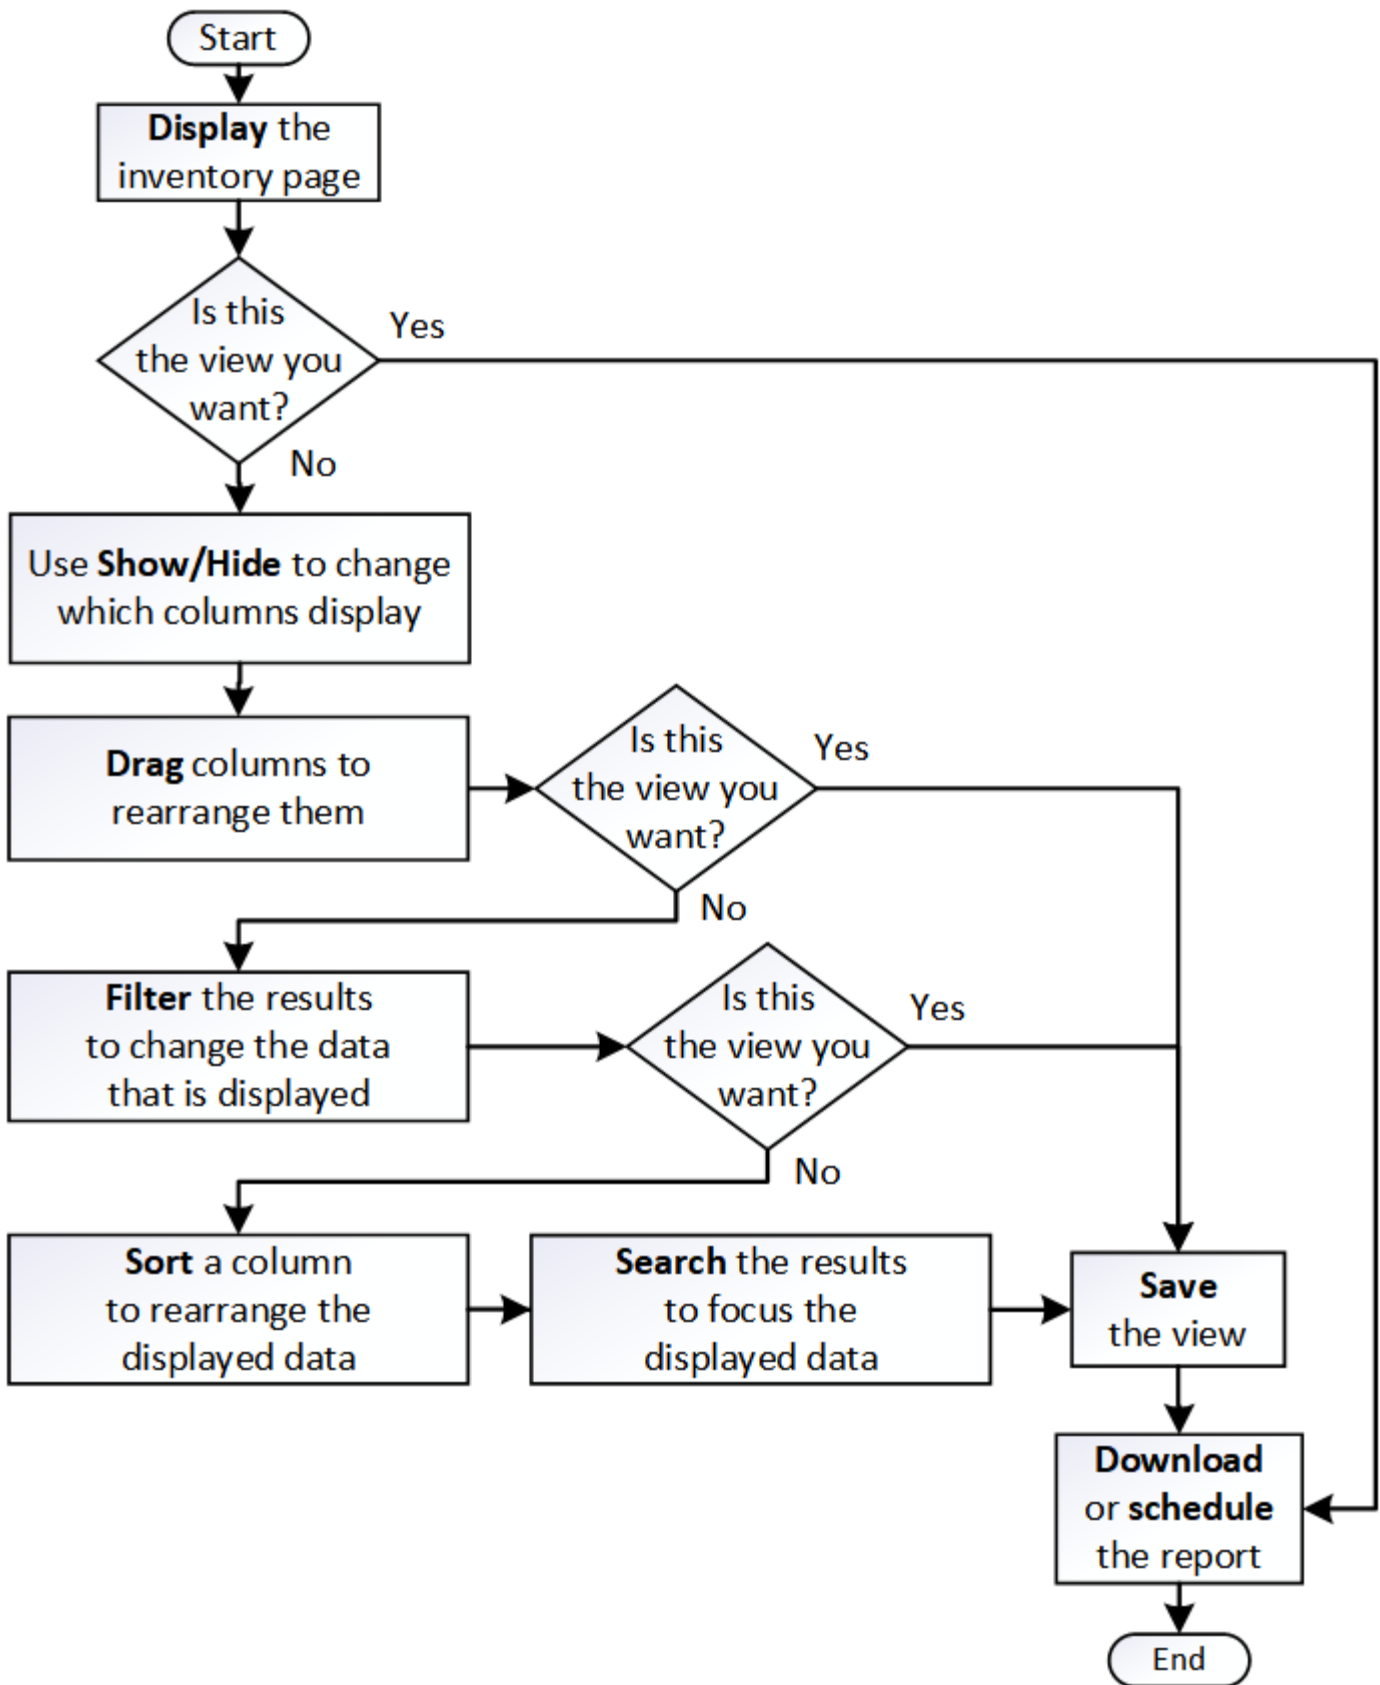 Start
Display the
inventory page
Is this
the view you
want?
Yes
No
Use Show/Hide to change
which columns display
Drag columns to
rearrange them
Is this
the view you
want?
Yes
No
Filter the results
to change the data
that is displayed
Is this
the view you
want?
Yes
No
Sort a column
to rearrange the
displayed data
Search the results
to focus the
displayed data
Save
the view
Download
or schedule
the report
End